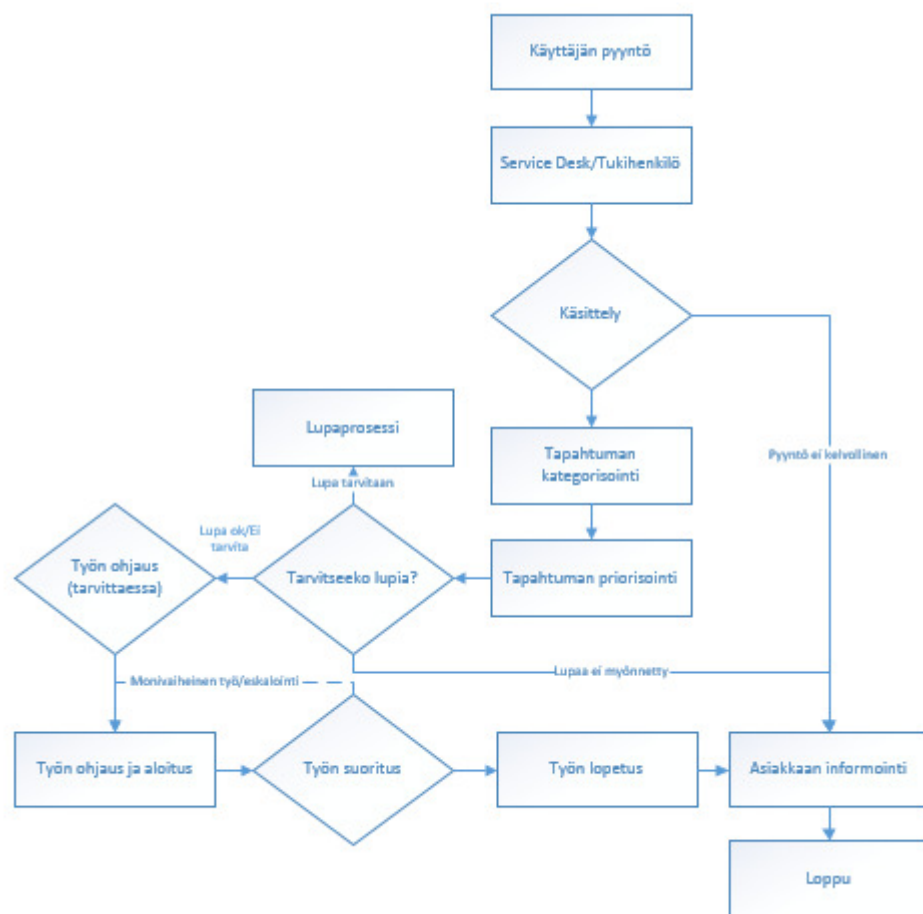 Käyttäjän pyyntö
Service Desk/Tukihenkilö
Käsittely
Lupaprosessi
Tapahtuman
kategorisointi
Pyyntö ei kelvollinen
Lupa tarvitaan
Lupa ok/Ei
tarvita
Työn ohjaus
(tarvittaessa)
Tarvitseeko lupia?
Tapahtuman priorisointi
Lupaa ei myönnetty
Monivaiheinen työ/eskalointi
Työn ohjaus ja aloitus
Työn suoritus
Työn lopetus
Asiakkaan informointi
Loppu